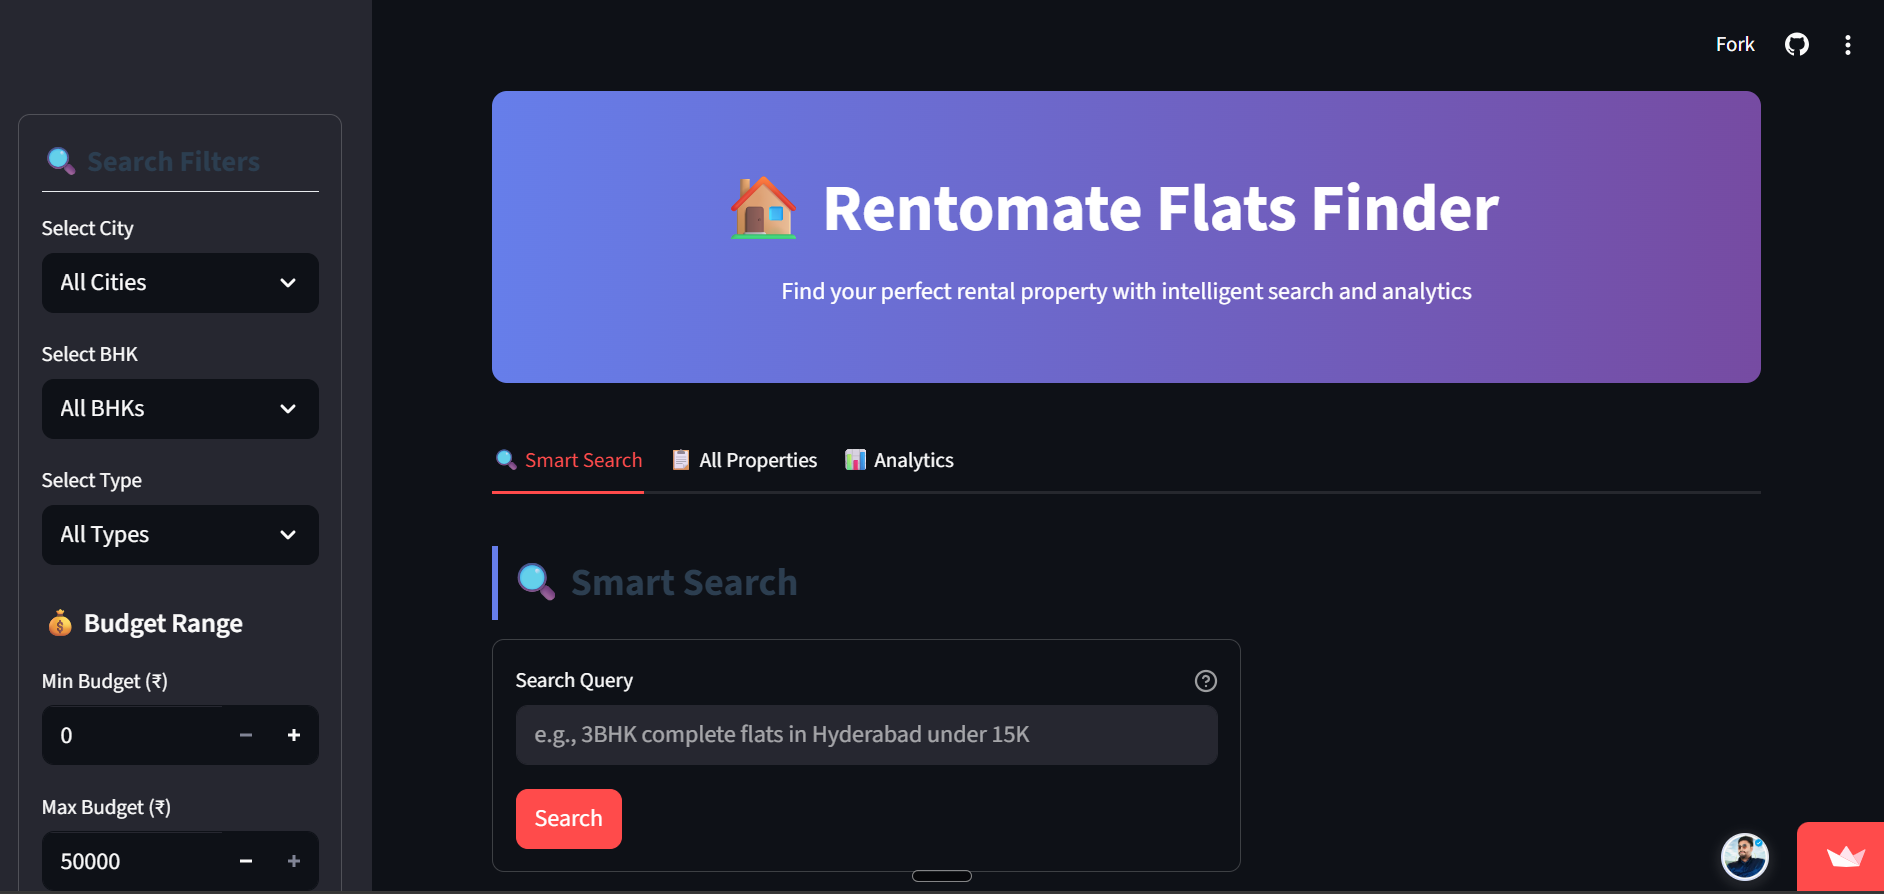 Fork
Search Filters
Select City
All Cities
Select BHK
All BHKs
Select Type
All Types
Budget Range
Min Budget (₹)
0
Max Budget (₹)
50000
Rentomate Flats Finder
Find your perfect rental property with intelligent search and analytics
Smart Search
All Properties
Analytics
Smart Search
Search Query
e.g., 3BHK complete flats in Hyderabad under 15K
Search